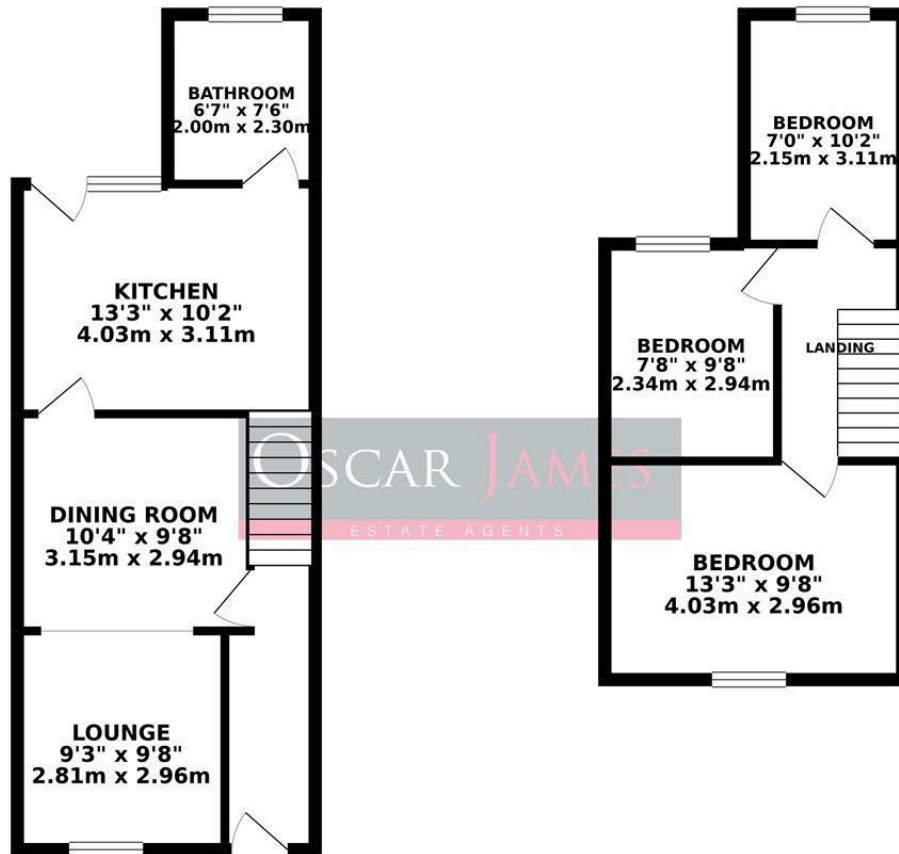 BATHROOM
6'7" x 7'6"
2.00m x 2.30m
KITCHEN
13'3" x 10'2"
4.03m x 3.11m
DINING ROOM
10'4" x 9'8"
3.15m x 2.94m
LOUNGE
9'3" x 9'8"
2.81m x 2.96m
BEDROOM
7'0" x 10'2"
2.15m x 3.11m
BEDROOM
7'8" x 9'8"
2.34m x 2.94m
LANDING
BEDROOM
13'3" x 9'8"
4.03m x 2.96m
OSCAR JAMES
ESTATE AGENTS